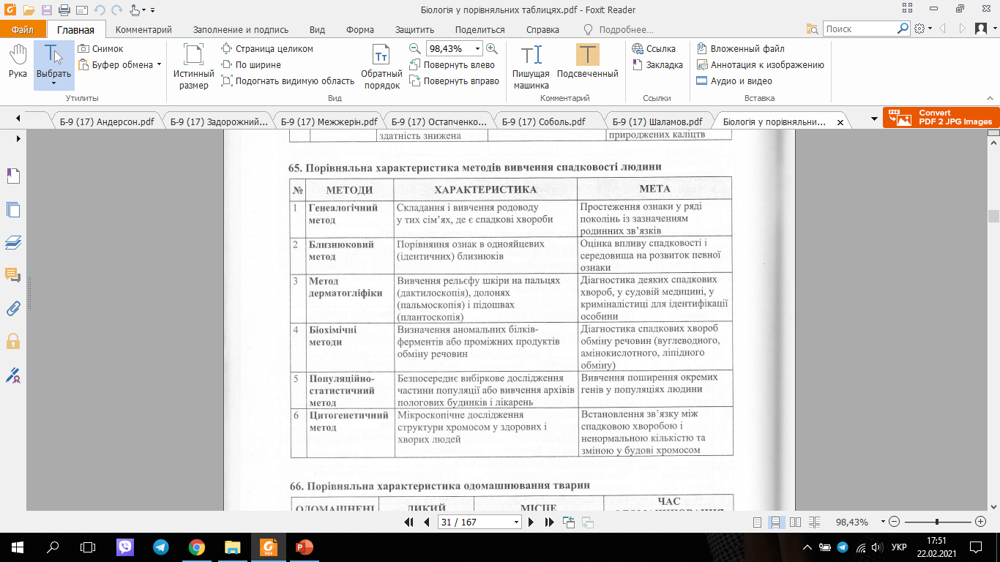 Біологія у порівняльних таблицях.pdf - Foxit Reader
Файл Главная Комментарий Заполнение и подпись Вид Форма Защитить Поделиться Справка Подробнее... Поиск
Рука
Выбрать
Снимок
Буфер обмена
Утилиты
Истинный размер
Страница целиком
По ширине
Подогнать видимую область
Обратный порядок
98,43%
Повернуть влево
Повернуть вправо
Вид
Пишущая машинка
Подсвеченный
Комментарий
Ссылка
Закладка
Ссылки
Вложенный файл
Аннотация к изображению
Аудио и видео
Вставка
Б-9 (17) Андерсон.pdf Б-9 (17) Задорожний... Б-9 (17) Межжерін.pdf Б-9 (17) Остапченко... Б-9 (17) Соболь.pdf Б-9 (17) Шаламов.pdf Біологія у порівняльни...
Convert
PDF 2 JPG Images
здатність знижена
природжених каліцтв
65. Порівняльна характеристика методів вивчення спадковості людини
№ МЕТОДИ ХАРАКТЕРИСТИКА МЕТА
1 Генеалогічний
метод
Складання і вивчення родоводу
у тих сім’ях, де є спадкові хвороби
Простеження ознаки у ряді
поколінь із зазначенням
родинних зв’язків
2 Близнюковий
метод
Порівняння ознак в однояйцевих
(ідентичних) близнюків
Оцінка впливу спадковості і
середовища на розвиток певної
ознаки
3 Метод
дерматогліфіки
Вивчення рельєфу шкіри на пальцях
(дактилоскопія), долонях
(пальмоскопія) і підошвах
(плантоскопія)
Діагностика деяких спадкових
хвороб, у судовій медицині, у
криміналістиці для ідентифікації
особини
4 Біохімічні
методи
Визначення аномальних білків-
ферментів або проміжних продуктів
обміну речовин
Діагностика спадкових хвороб
обміну речовин (вуглеводного,
амінокислотного, ліпідного
обміну)
5 Популяційно-
статистичний
метод
Безпосереднє вибіркове дослідження
частини популяції або вивчення архівів
пологових будинків і лікарень
Вивчення поширення окремих
генів у популяціях людини
6 Цитогенетичний
метод
Мікроскопічне дослідження
структури хромосом у здорових і
хворих людей
Встановлення зв’язку між
спадковою хворобою і
ненормальною кількістю та
зміною у будові хромосом
66. Порівняльна характеристика одомашнювання тварин
ОДОМАШНЕНІ ДИКИЙ МІСЦЕ ЧАС
31 / 167
98,43%
УКР
17:51
22.02.2021